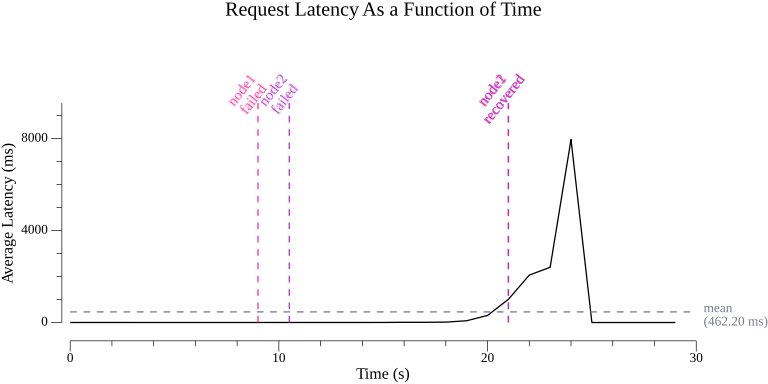 Request Latency As a Function of Time
node1
failed
node2
failed
node2
recovered
Average Latency (ms)
8000
4000
0
mean
(462.20 ms)
0
10
20
30
Time (s)